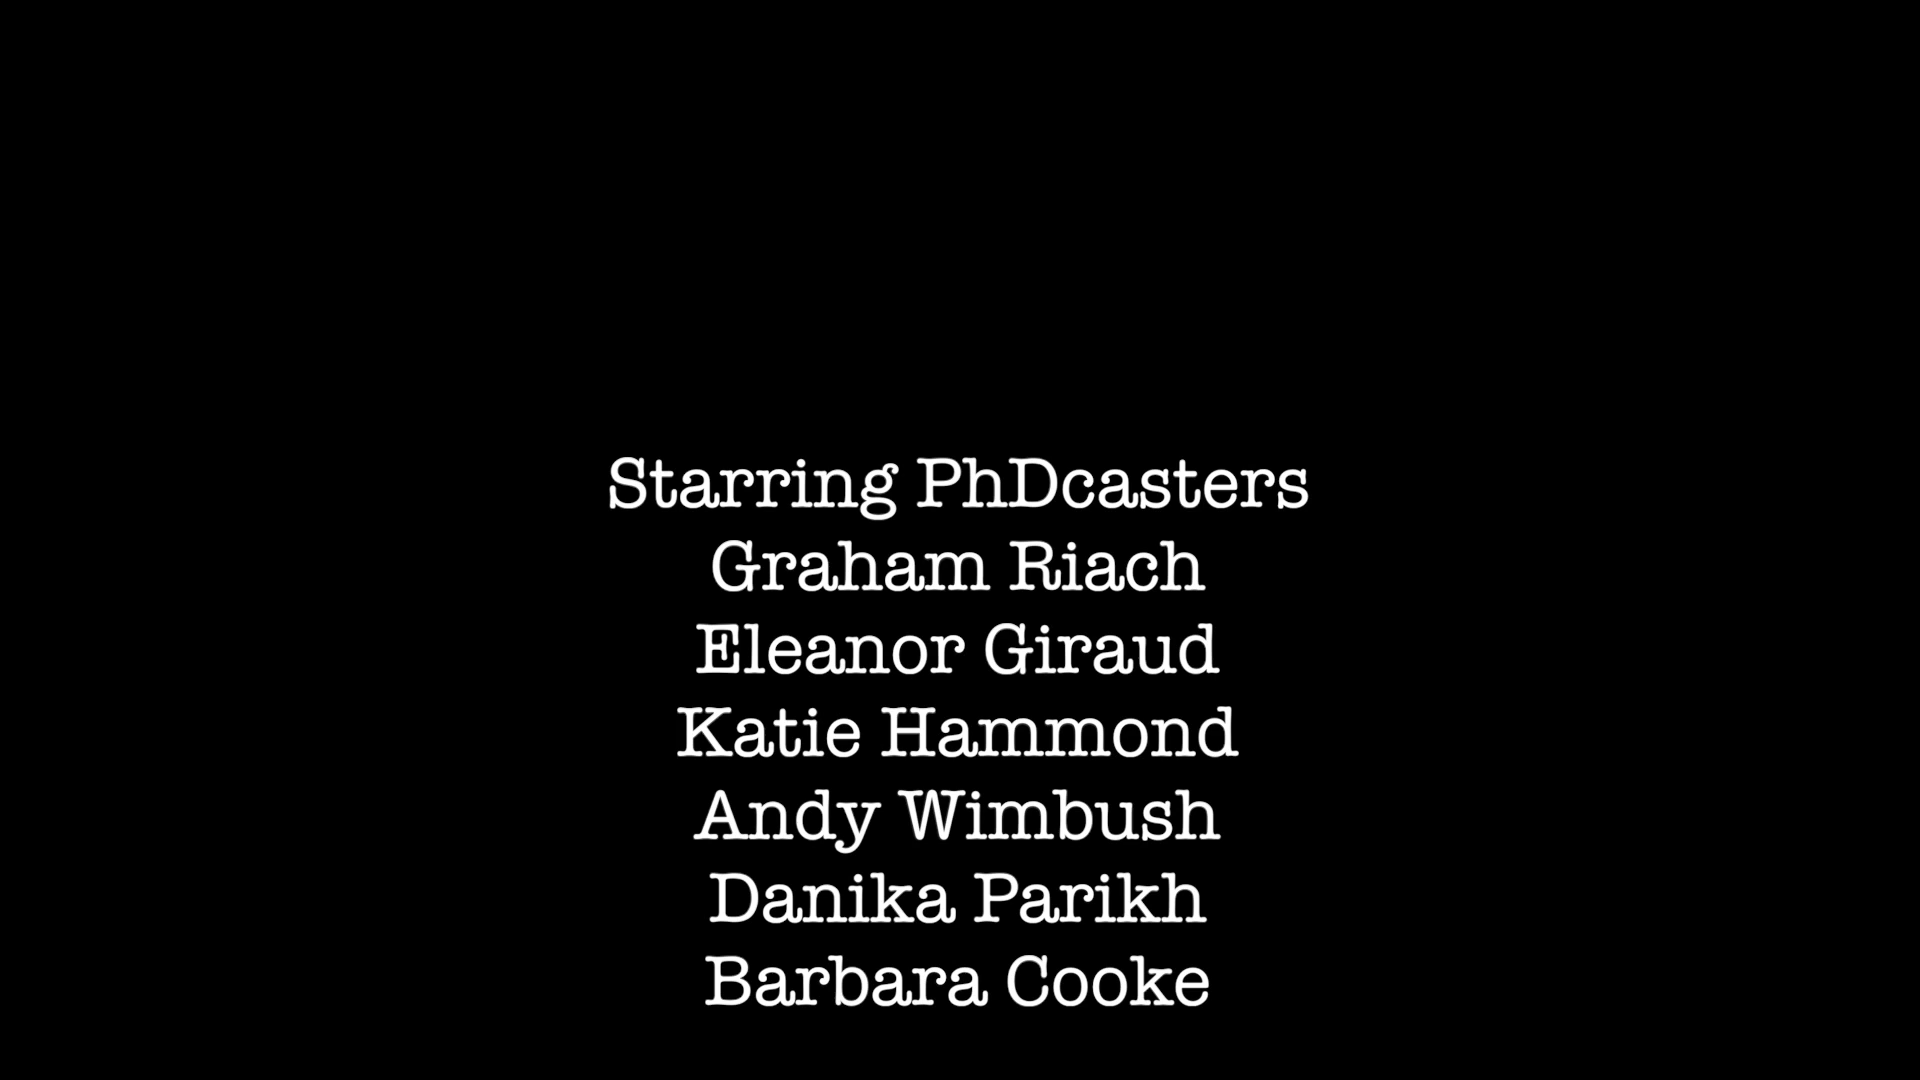 Starring PhDcasters
Graham Riach
Eleanor Giraud
Katie Hammond
Andy Wimbush
Danika Parikh
Barbara Cooke